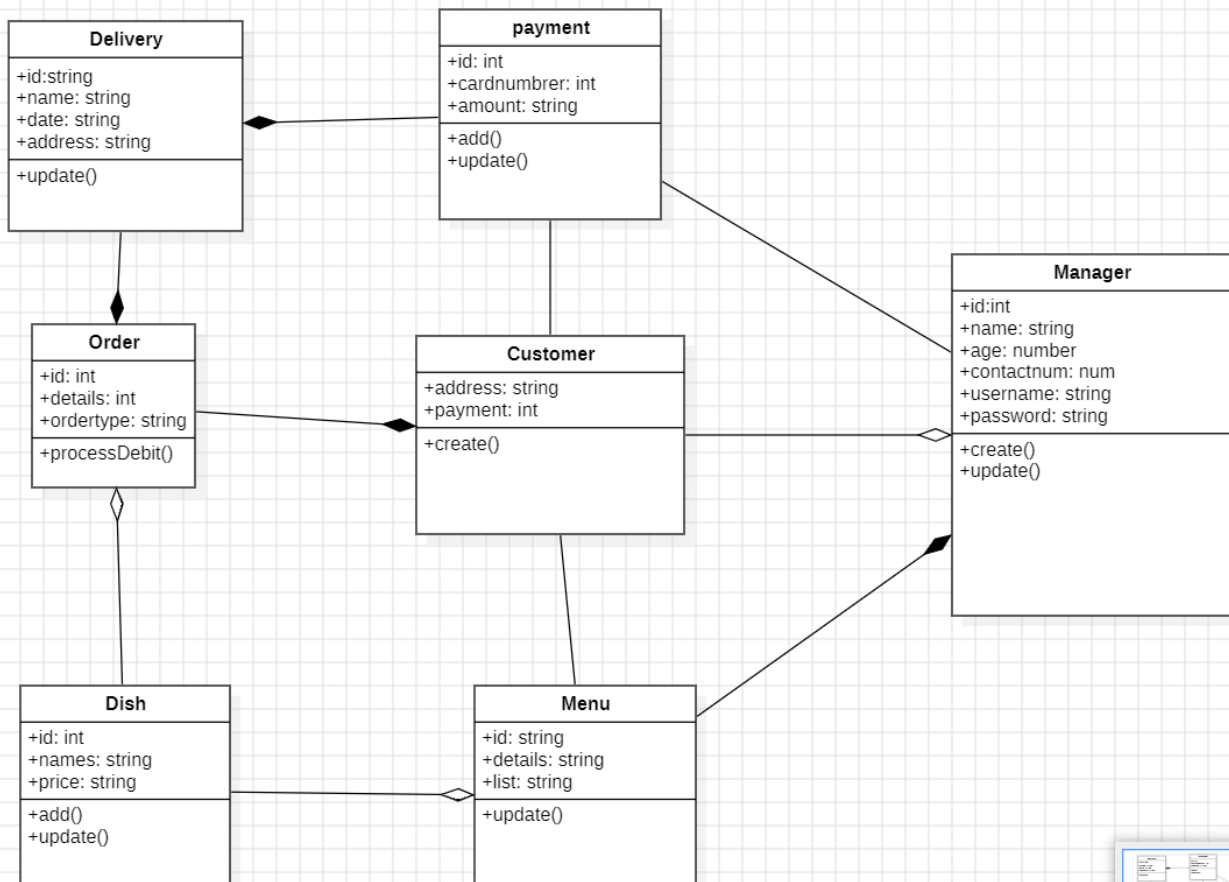 Delivery
+id:string
+name: string
+date: string
+address: string
+update()
payment
+id: int
+cardnumbrer: int
+amount: string
+add()
+update()
Manager
+id:int
+name: string
+age: number
+contactnum: num
+username: string
+password: string
+create()
+update()
Order
+id: int
+details: int
+ordertype: string
+processDebit()
Customer
+address: string
+payment: int
+create()
Dish
+id: int
+names: string
+price: string
+add()
+update()
Menu
+id: string
+details: string
+list: string
+update()